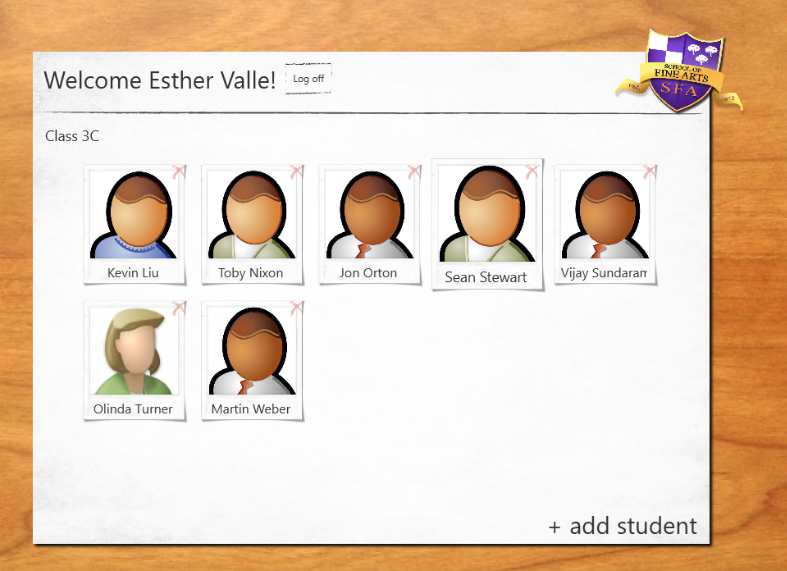 Welcome Esther Valle!
Log off
SCHOOL OF
FINE ARTS
SFA
Class 3C
Kevin Liu
Toby Nixon
Jon Orton
Sean Stewart
Vijay Sundaram
Olinda Turner
Martin Weber
+ add student